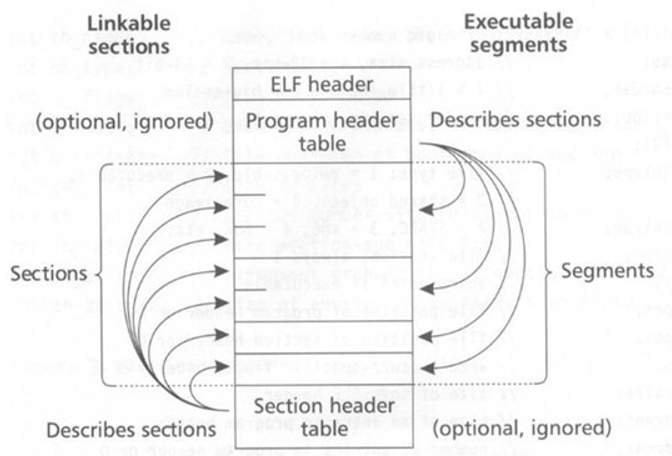 Linkable
sections
Executable
segments
ELF header
(optional, ignored)
Program header
table
Describes sections
Sections
Segments
Describes sections
Section header
table
(optional, ignored)